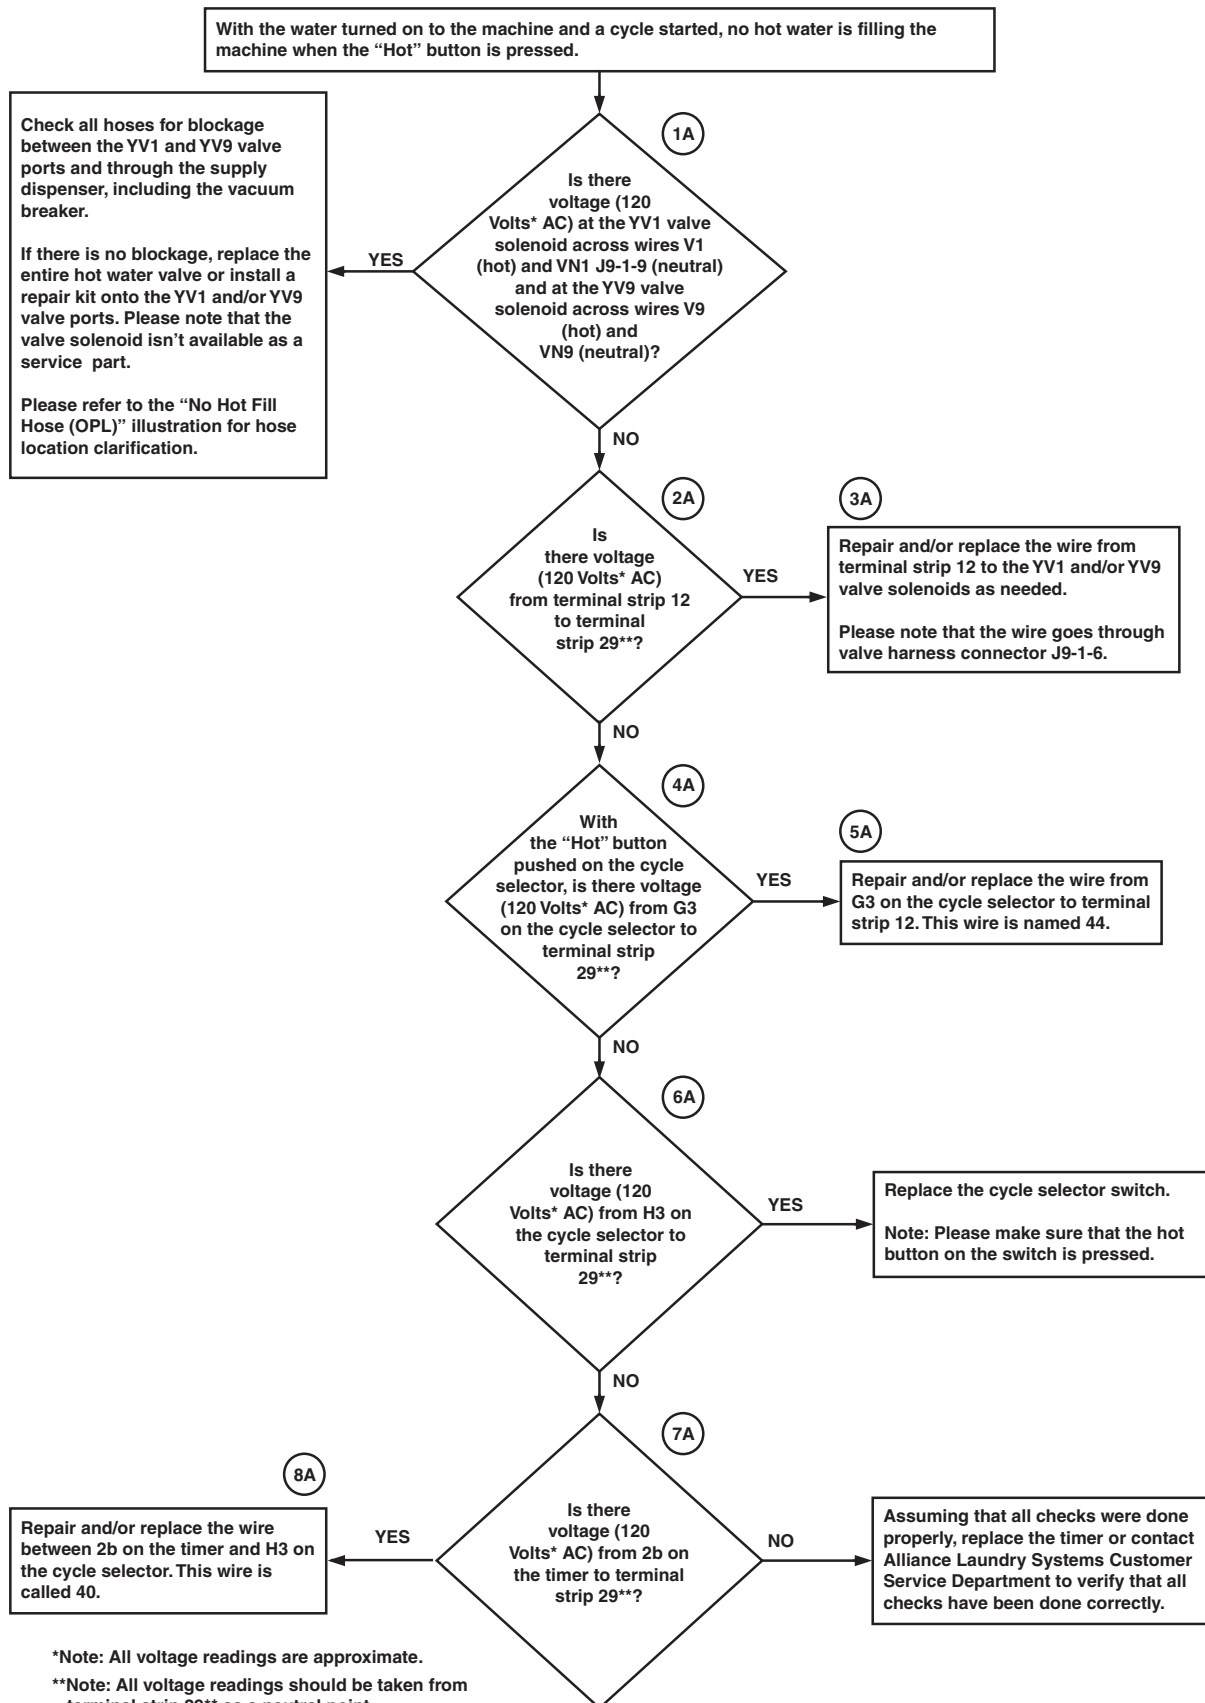 With the water turned on to the machine and a cycle started, no hot water is filling the
machine when the “Hot” button is pressed.
Check all hoses for blockage
between the YV1 and YV9 valve
ports and through the supply
dispenser, including the vacuum
breaker.
If there is no blockage, replace the
entire hot water valve or install a
repair kit onto the YV1 and/or YV9
valve ports. Please note that the
valve solenoid isn’t available as a
service part.
Please refer to the “No Hot Fill
Hose (OPL)” illustration for hose
location clarification.
YES
1A
Is there
voltage (120
Volts* AC) at the YV1 valve
solenoid across wires V1
(hot) and VN1 J9-1-9 (neutral)
and at the YV9 valve
solenoid across wires V9
(hot) and
VN9 (neutral)?
NO
2A
Is
there voltage
(120 Volts* AC)
from terminal strip 12
to terminal
strip 29**?
YES
3A
Repair and/or replace the wire from
terminal strip 12 to the YV1 and/or YV9
valve solenoids as needed.
Please note that the wire goes through
valve harness connector J9-1-6.
NO
4A
With
the “Hot” button
pushed on the cycle
selector, is there voltage
(120 Volts* AC) from G3
on the cycle selector to
terminal strip
29**?
YES
5A
Repair and/or replace the wire from
G3 on the cycle selector to terminal
strip 12. This wire is named 44.
NO
6A
Is there
voltage (120
Volts* AC) from H3 on
the cycle selector to
terminal strip
29**?
YES
Replace the cycle selector switch.
Note: Please make sure that the hot
button on the switch is pressed.
NO
7A
Is there
voltage (120
Volts* AC) from 2b on
the timer to terminal
strip 29**?
YES
8A
Repair and/or replace the wire
between 2b on the timer and H3 on
the cycle selector. This wire is
called 40.
NO
Assuming that all checks were done
properly, replace the timer or contact
Alliance Laundry Systems Customer
Service Department to verify that all
checks have been done correctly.
*Note: All voltage readings are approximate.
**Note: All voltage readings should be taken from
terminal strip 29** as a neutral point